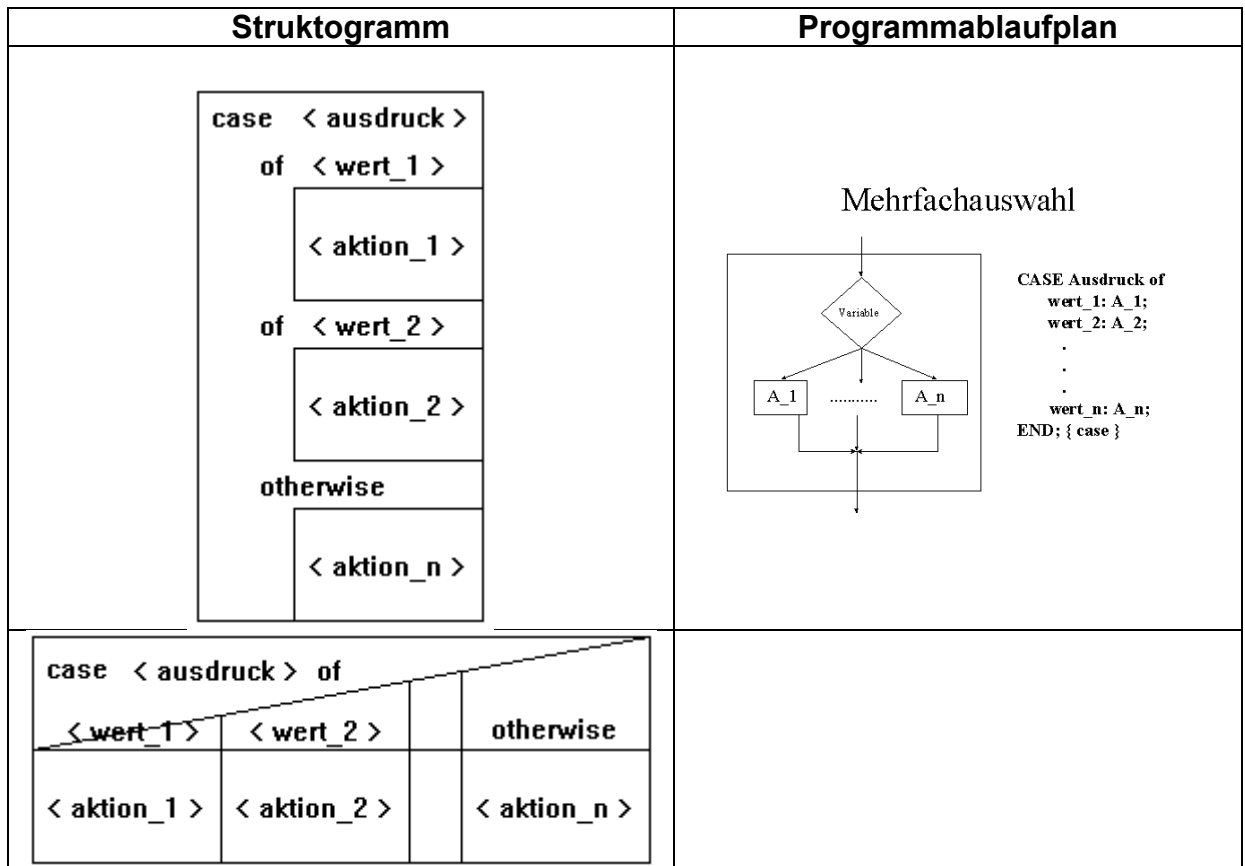 Struktogramm
Programmablaufplan
case < ausdruck >
of < wert_1 >
< aktion_1 >
of < wert_2 >
< aktion_2 >
otherwise
< aktion_n >
Mehrfachauswahl
Variable
A_1 ........... A_n
CASE Ausdruck of
wert_1: A_1;
wert_2: A_2;
.
.
.
wert_n: A_n;
END; { case }
case < ausdruck > of
< wert_1 > < wert_2 > otherwise
< aktion_1 > < aktion_2 > < aktion_n >